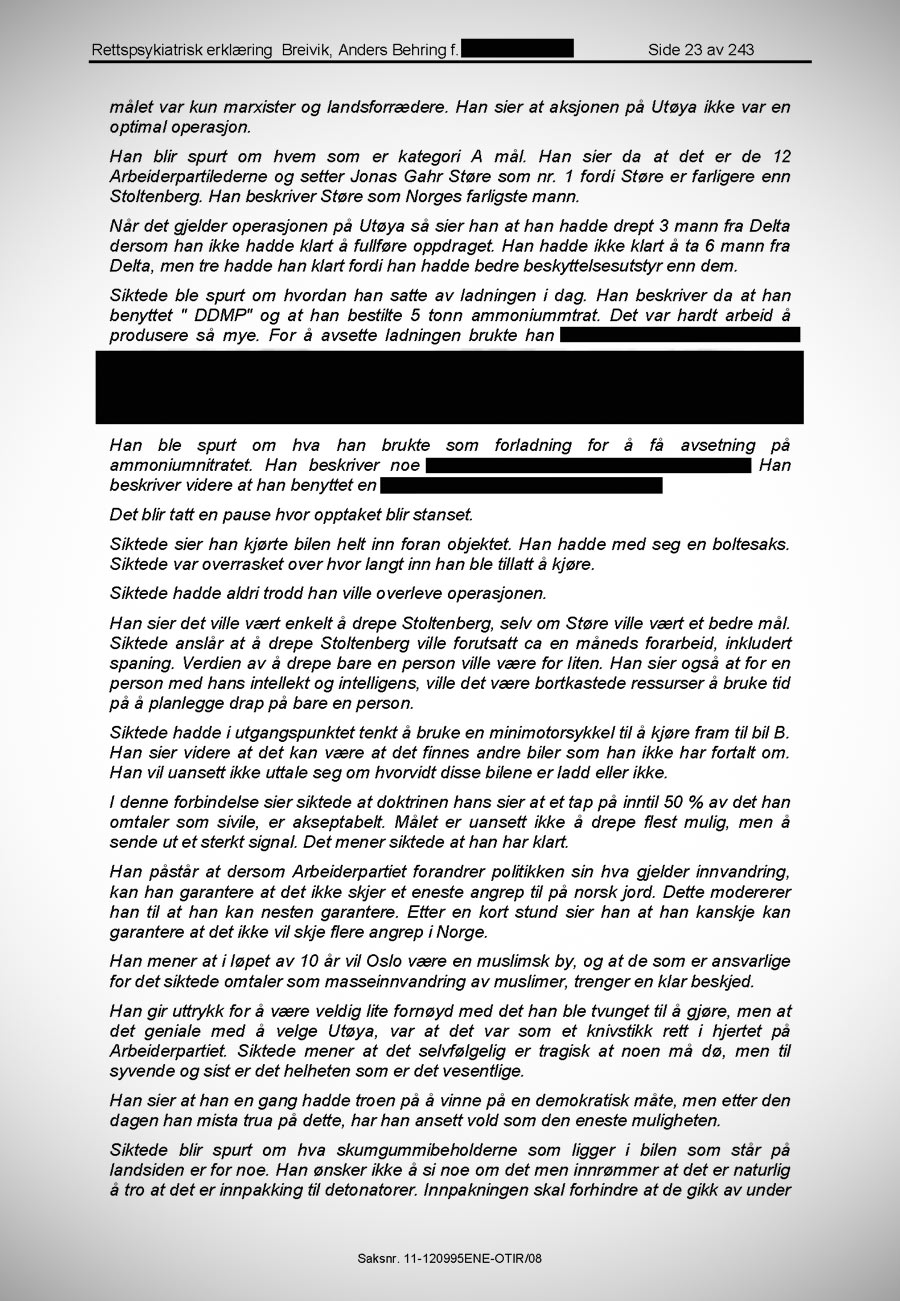 Rettspsykiatrisk erklæring Breivik, Anders Behring f. Side 23 av 243
målet var kun marxister og landsforrædere. Han sier at aksjonen på Utøya ikke var en
optimal operasjon.
Han blir spurt om hvem som er kategori A mål. Han sier da at det er de 12
Arbeiderpartilederne og setter Jonas Gahr Støre som nr. 1 fordi Støre er farligere enn
Stoltenberg. Han beskriver Støre som Norges farligste mann.
Når det gjelder operasjonen på Utøya så sier han at han hadde drept 3 mann fra Delta
dersom han ikke hadde klart å fullføre oppdraget. Han hadde ikke klart å ta 6 mann fra
Delta, men tre hadde han klart fordi han hadde bedre beskyttelsesutstyr enn dem.
Siktede ble spurt om hvordan han satte av ladningen i dag. Han beskriver da at han
benyttet " DDMP" og at han bestilte 5 tonn ammoniummtrat. Det var hardt arbeid å
produsere så mye. For å avsette ladningen brukte han
Han ble spurt om hva han brukte som forladning for å få avsetning på
ammoniumnitratet. Han beskriver noe Han
beskriver videre at han benyttet en
Det blir tatt en pause hvor opptaket blir stanset.
Siktede sier han kjørte bilen helt inn foran objektet. Han hadde med seg en boltesaks.
Siktede var overrasket over hvor langt inn han ble tillatt å kjøre.
Siktede hadde aldri trodd han ville overleve operasjonen.
Han sier det ville vært enkelt å drepe Stoltenberg, selv om Støre ville vært et bedre mål.
Siktede anslår at å drepe Stoltenberg ville forutsatt ca en måneds forarbeid, inkludert
spaning. Verdien av å drepe bare en person ville være for liten. Han sier også at for en
person med hans intellekt og intelligens, ville det være bortkastede ressurser å bruke tid
på å planlegge drap på bare en person.
Siktede hadde i utgangspunktet tenkt å bruke en minimotorsykkel til å kjøre fram til bil B.
Han sier videre at det kan være at det finnes andre biler som han ikke har fortalt om.
Han vil uansett ikke uttale seg om hvorvidt disse bilene er ladd eller ikke.
I denne forbindelse sier siktede at doktrinen hans sier at et tap på inntil 50 % av det han
omtaler som sivile, er akseptabelt. Målet er uansett ikke å drepe flest mulig, men å
sende ut et sterkt signal. Det mener siktede at han har klart.
Han påstår at dersom Arbeiderpartiet forandrer politikken sin hva gjelder innvandring,
kan han garantere at det ikke skjer et eneste angrep til på norsk jord. Dette modererer
han til at han kan nesten garantere. Etter en kort stund sier han at han kanskje kan
garantere at det ikke vil skje flere angrep i Norge.
Han mener at i løpet av 10 år vil Oslo være en muslimsk by, og at de som er ansvarlige
for det siktede omtaler som masseinnvandring av muslimer, trenger en klar beskjed.
Han gir uttrykk for å være veldig lite fornøyd med det han ble tvunget til å gjøre, men at
det geniale med å velge Utøya, var at det var som et knivstikk rett i hjertet på
Arbeiderpartiet. Siktede mener at det selvfølgelig er tragisk at noen må dø, men til
syvende og sist er det helheten som er det vesentlige.
Han sier at han en gang hadde troen på å vinne på en demokratisk måte, men etter den
dagen han mista trua på dette, har han ansett vold som den eneste muligheten.
Siktede blir spurt om hva skumgummibeholderne som ligger i bilen som står på
landsiden er for noe. Han ønsker ikke å si noe om det men innrømmer at det er naturlig
å tro at det er innpakking til detonatorer. Innpakningen skal forhindre at de gikk av under
Saksnr. 11-120995ENE-OTIR/08